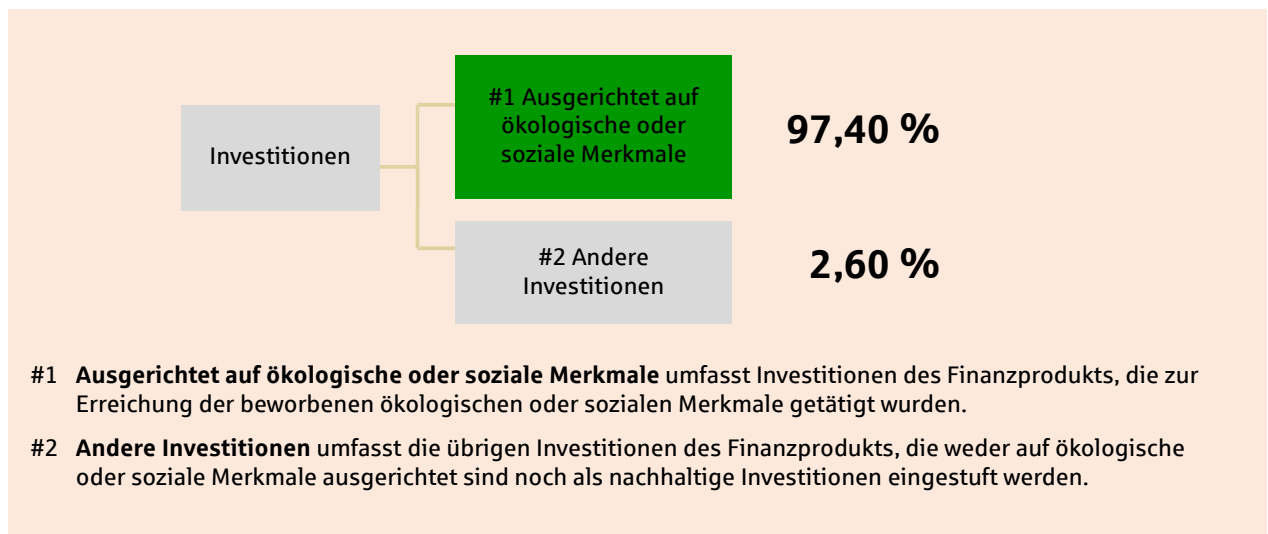 #1 Ausgerichtet auf
ökologische oder
soziale Merkmale
97,40 %
Investitionen
#2 Andere
Investitionen
2,60 %
#1 Ausgerichtet auf ökologische oder soziale Merkmale umfasst Investitionen des Finanzprodukts, die zur
Erreichung der beworbenen ökologischen oder sozialen Merkmale getätigt wurden.
#2 Andere Investitionen umfasst die übrigen Investitionen des Finanzprodukts, die weder auf ökologische
oder soziale Merkmale ausgerichtet sind noch als nachhaltige Investitionen eingestuft werden.